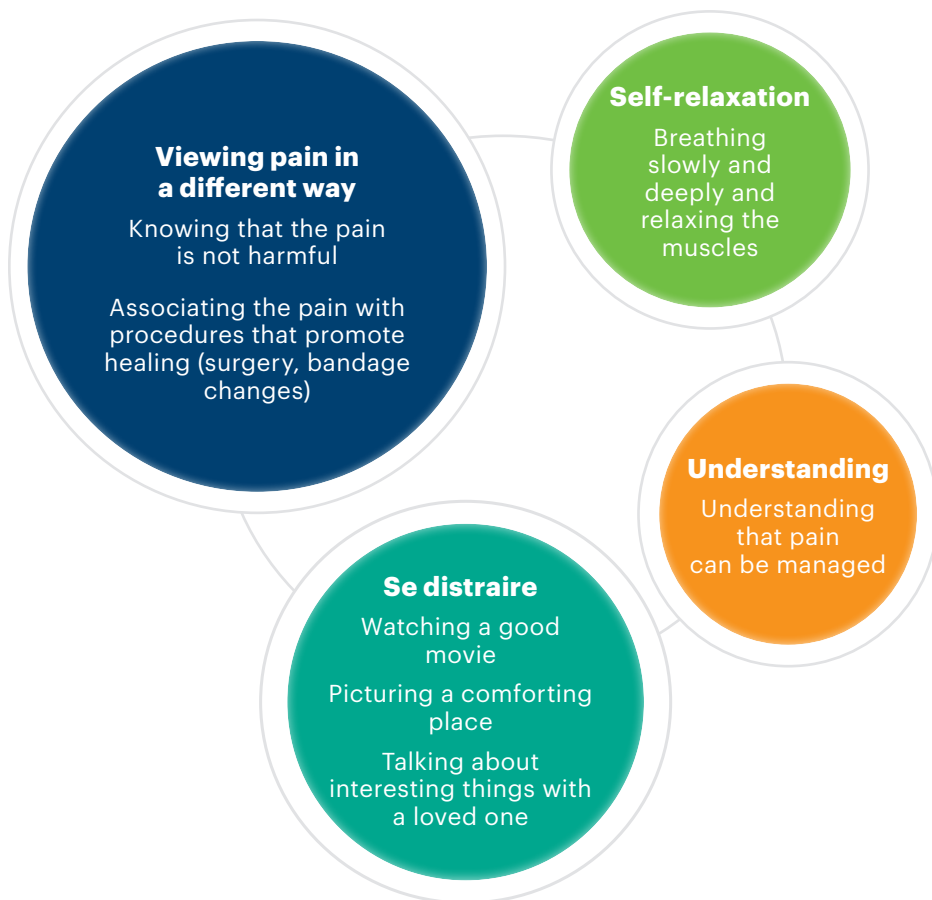 Viewing pain in
a different way
Knowing that the pain
is not harmful
Associating the pain with
procedures that promote
healing (surgery, bandage
changes)
Self-relaxation
Breathing
slowly and
deeply and
relaxing the
muscles
Understanding
Understanding
that pain
can be managed
Se distraire
Watching a good
movie
Picturing a comforting
place
Talking about
interesting things with
a loved one